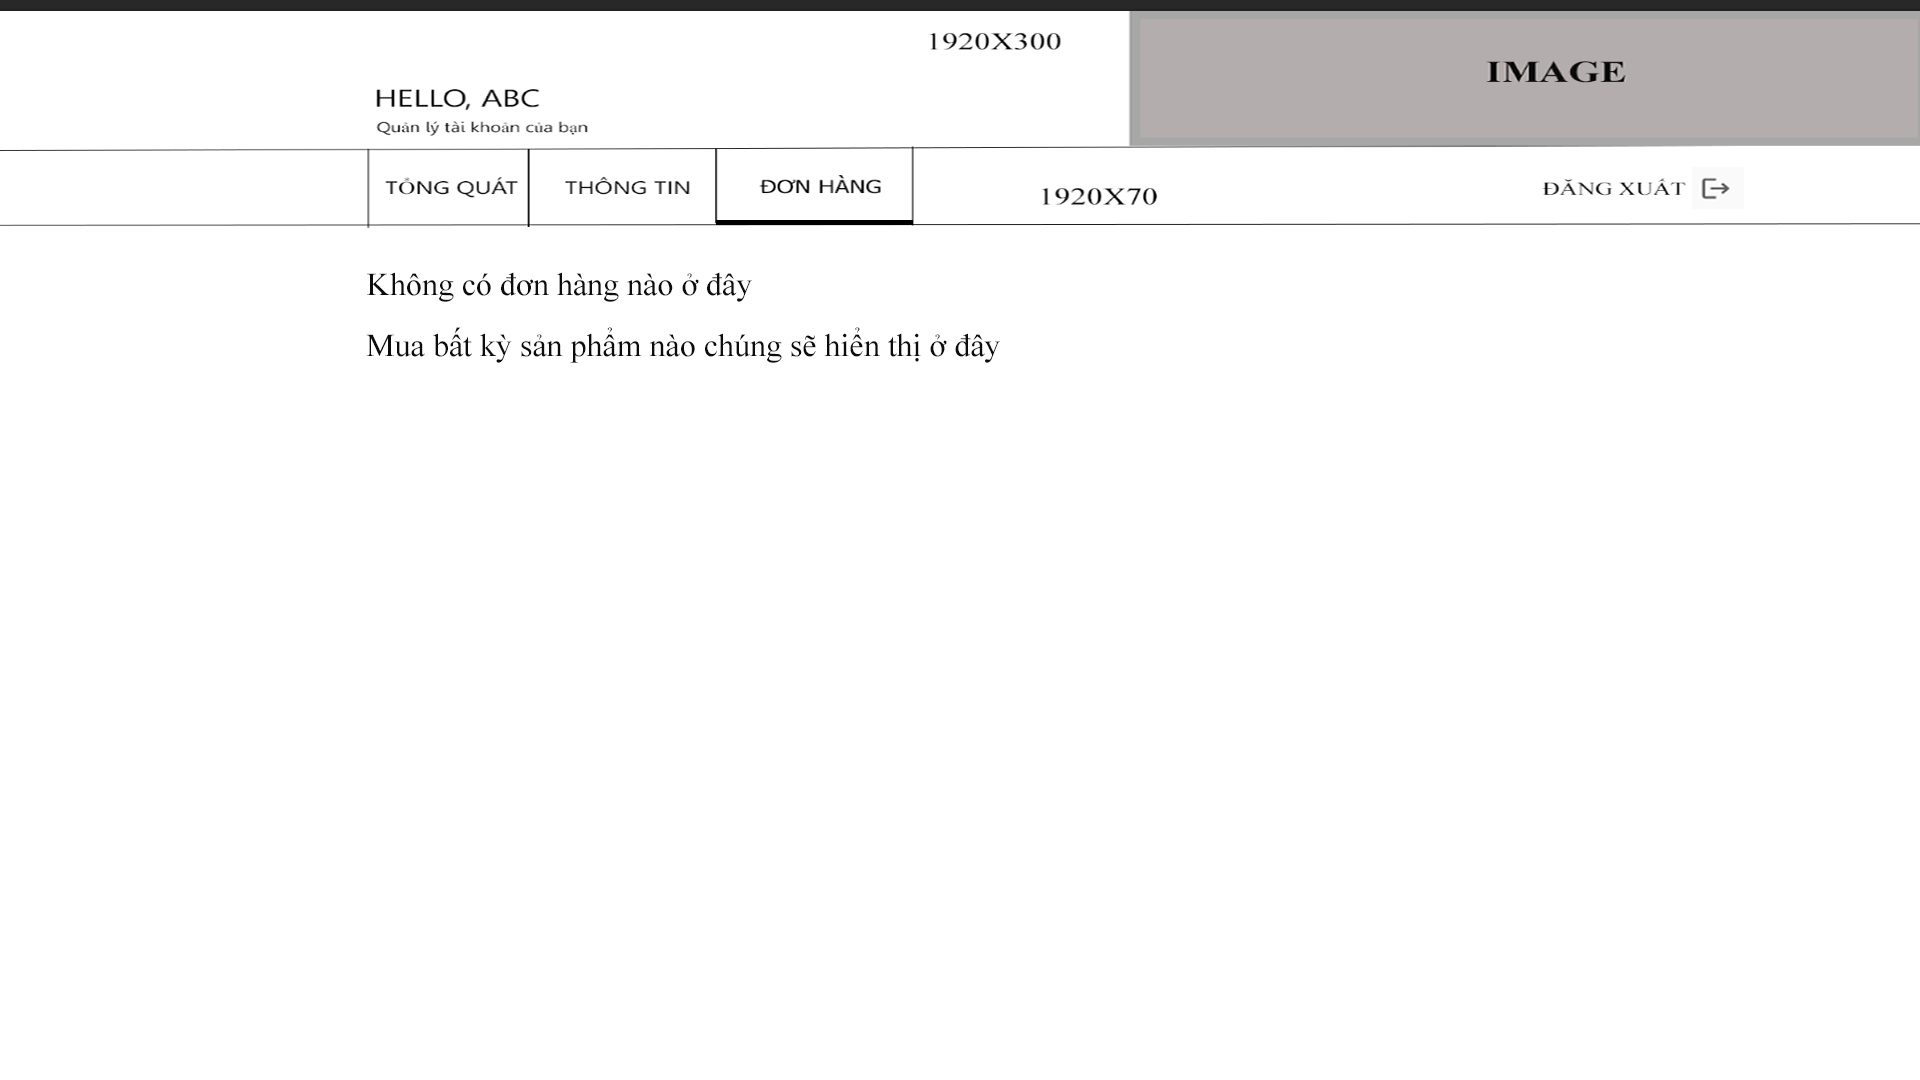 1920X300
IMAGE
HELLO, ABC
Quản lý tài khoản của bạn
TỔNG QUÁT
THÔNG TIN
ĐƠN HÀNG
1920X70
ĐĂNG XUẤT
Không có đơn hàng nào ở đây
Mua bất kỳ sản phẩm nào chúng sẽ hiển thị ở đây